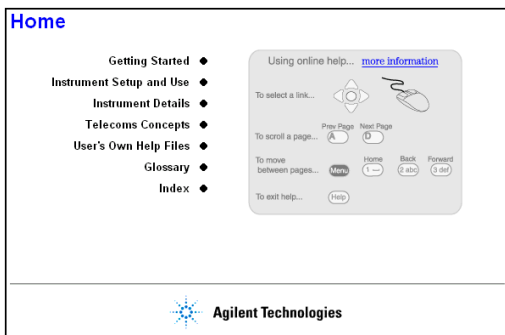 Home
Getting Started
Instrument Setup and Use
Instrument Details
Telecoms Concepts
User's Own Help Files
Glossary
Index
Using online help... more information
To select a link...
Prev Page Next Page
To scroll a page... A D
Home Back Forward
To move
between pages... Menu 1 2 abc 3 def
To exit help... Help
Agilent Technologies